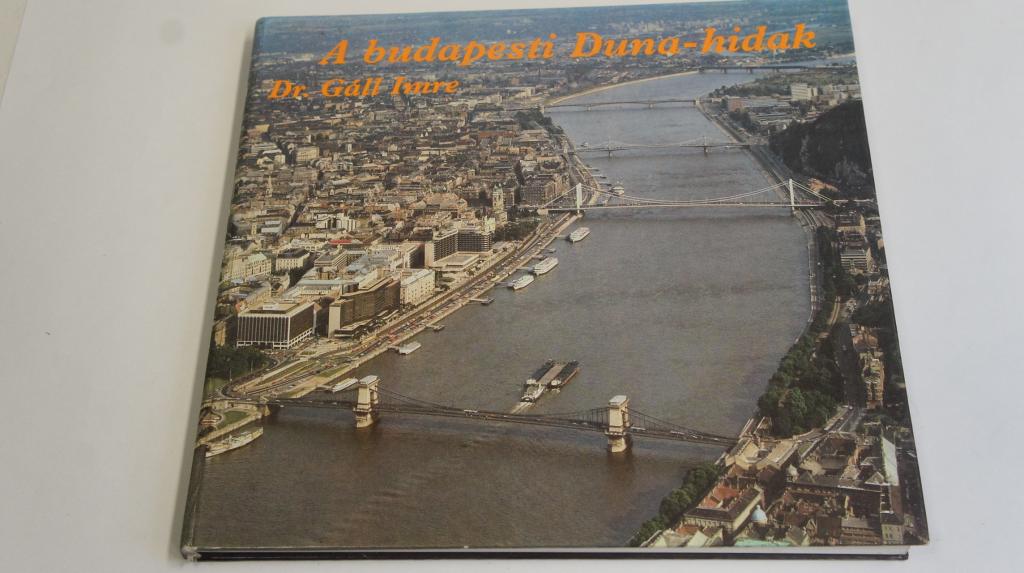 A budapesti Duna-hidak
Dr. Gáll Imre